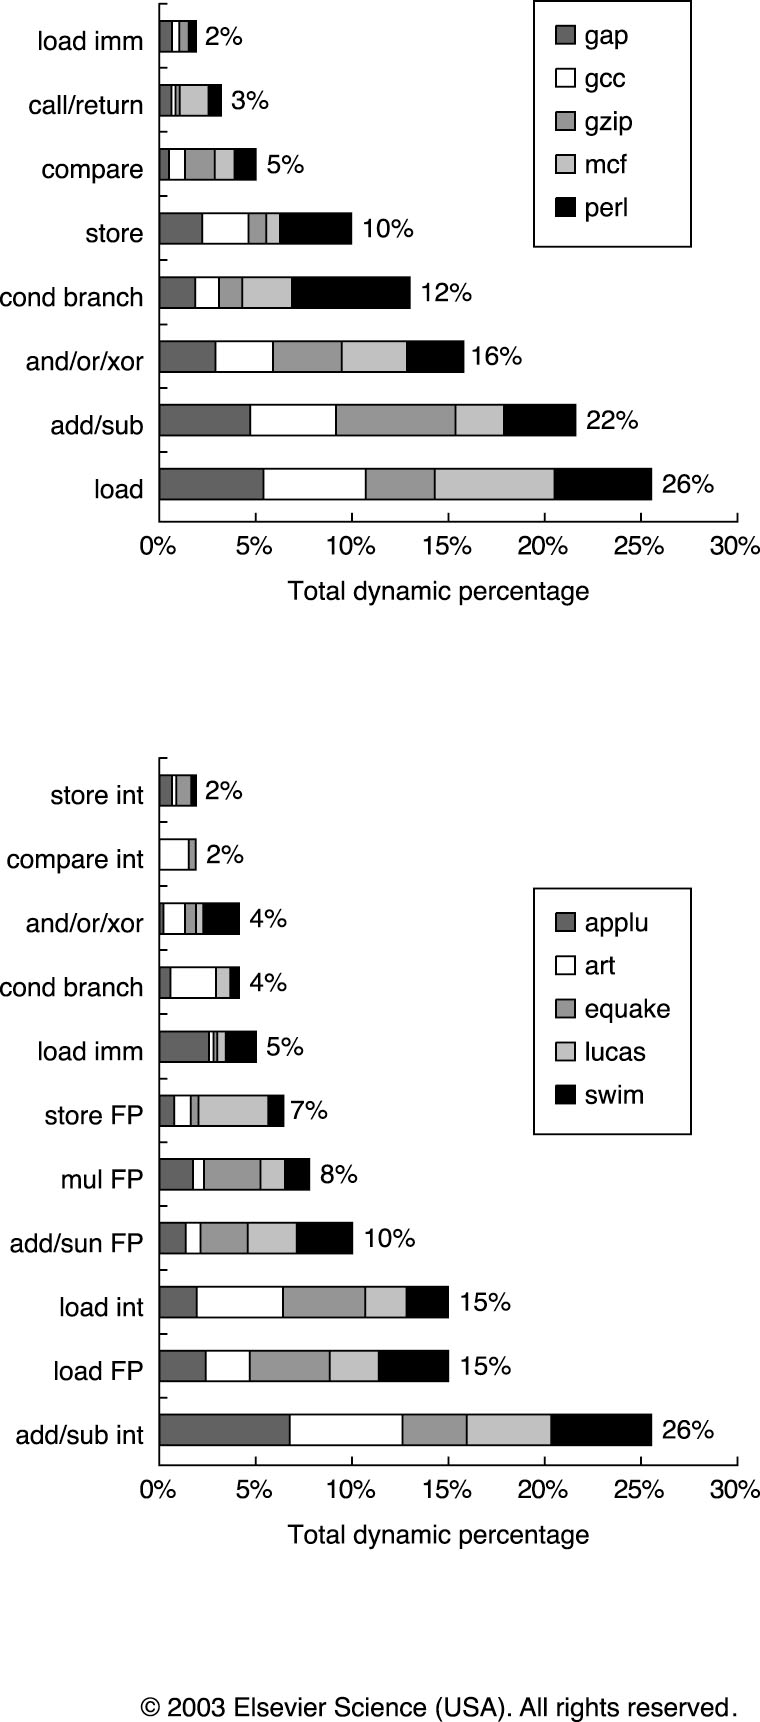 load imm 2%
call/return 3%
compare 5%
store 10%
cond branch 12%
and/or/xor 16%
add/sub 22%
load 26%
0% 5% 10% 15% 20% 25% 30%
Total dynamic percentage
gap
gcc
gzip
mcf
perl
store int 2%
compare int 2%
and/or/xor 4%
cond branch 4%
load imm 5%
store FP 7%
mul FP 8%
add/sun FP 10%
load int 15%
load FP 15%
add/sub int 26%
0% 5% 10% 15% 20% 25% 30%
Total dynamic percentage
applu
art
equake
lucas
swim
© 2003 Elsevier Science (USA). All rights reserved.